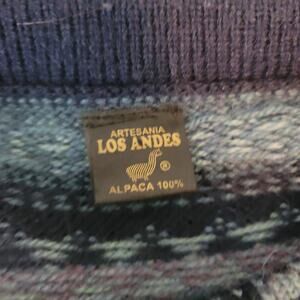 ARTESANIA
LOS ANDES
®
ALPACA 100%